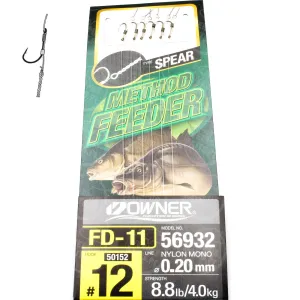 TYPE SPEAR
METHOD
FEEDER
OWNER
FD-11
MODEL NO.
56932
HOOK
50152
#12
LINE
NYLON MONO
ø 0.20 mm
STRENGTH
8.8lb/4.0kg